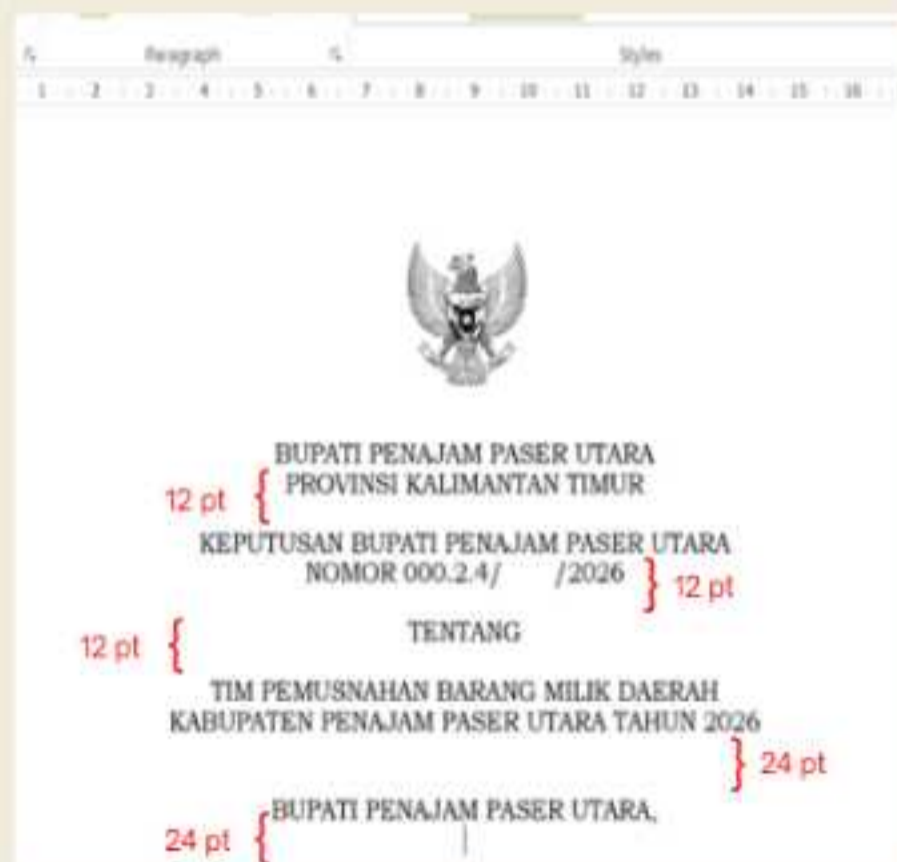 Paragraph
Styles
1 2 3 4 5 6 7 8 9 10 11 12 13 14 15 16
BUPATI PENAJAM PASER UTARA
12 pt { PROVINSI KALIMANTAN TIMUR
KEPUTUSAN BUPATI PENAJAM PASER UTARA
NOMOR 000.2.4/ /2026 } 12 pt
12 pt { TENTANG
TIM PEMUSNAHAN BARANG MILIK DAERAH
KABUPATEN PENAJAM PASER UTARA TAHUN 2026
} 24 pt
BUPATI PENAJAM PASER UTARA,
24 pt {